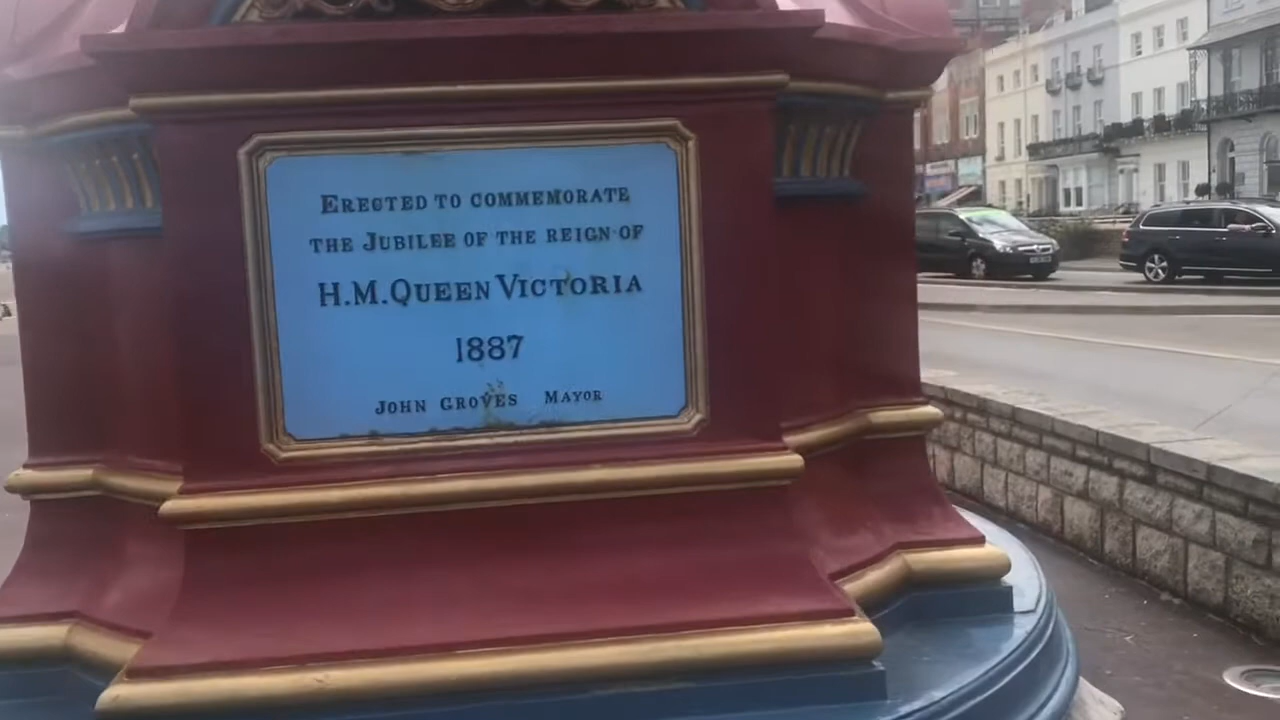 Erected to commemorate
the Jubilee of the reign of
H.M. Queen Victoria
1887
John Groves Mayor